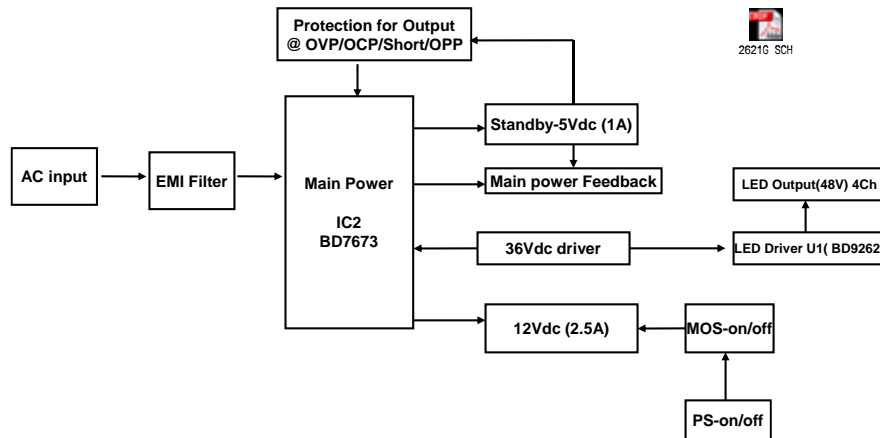 Protection for Output
@ OVP/OCP/Short/OPP
2621G SCH
Standby-5Vdc (1A)
AC input
EMI Filter
Main Power
IC2
BD7673
Main power Feedback
LED Output(48V) 4Ch
36Vdc driver
LED Driver U1( BD9262
12Vdc (2.5A)
MOS-on/off
PS-on/off